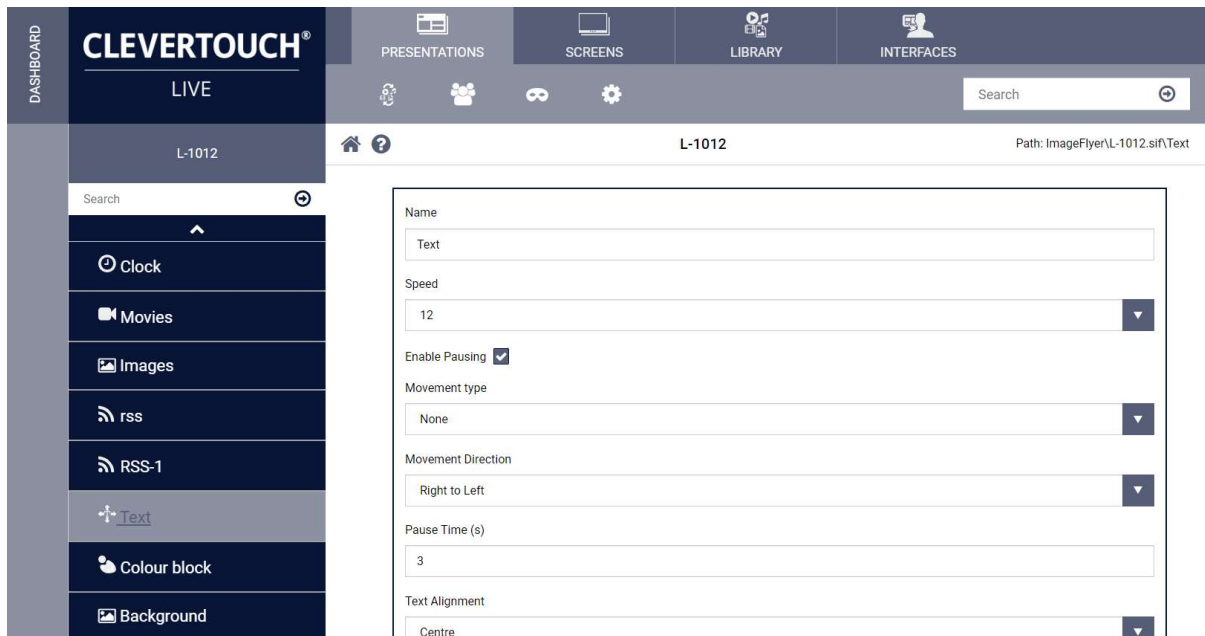 DASHBOARD
CLEVERTOUCH®
LIVE
PRESENTATIONS
SCREENS
LIBRARY
INTERFACES
Search
L-1012
L-1012
Path: ImageFlyer\L-1012.sif\Text
Search
Clock
Movies
Images
rss
RSS-1
Text
Colour block
Background
Name
Text
Speed
12
Enable Pausing
Movement type
None
Movement Direction
Right to Left
Pause Time (s)
3
Text Alignment
Centre